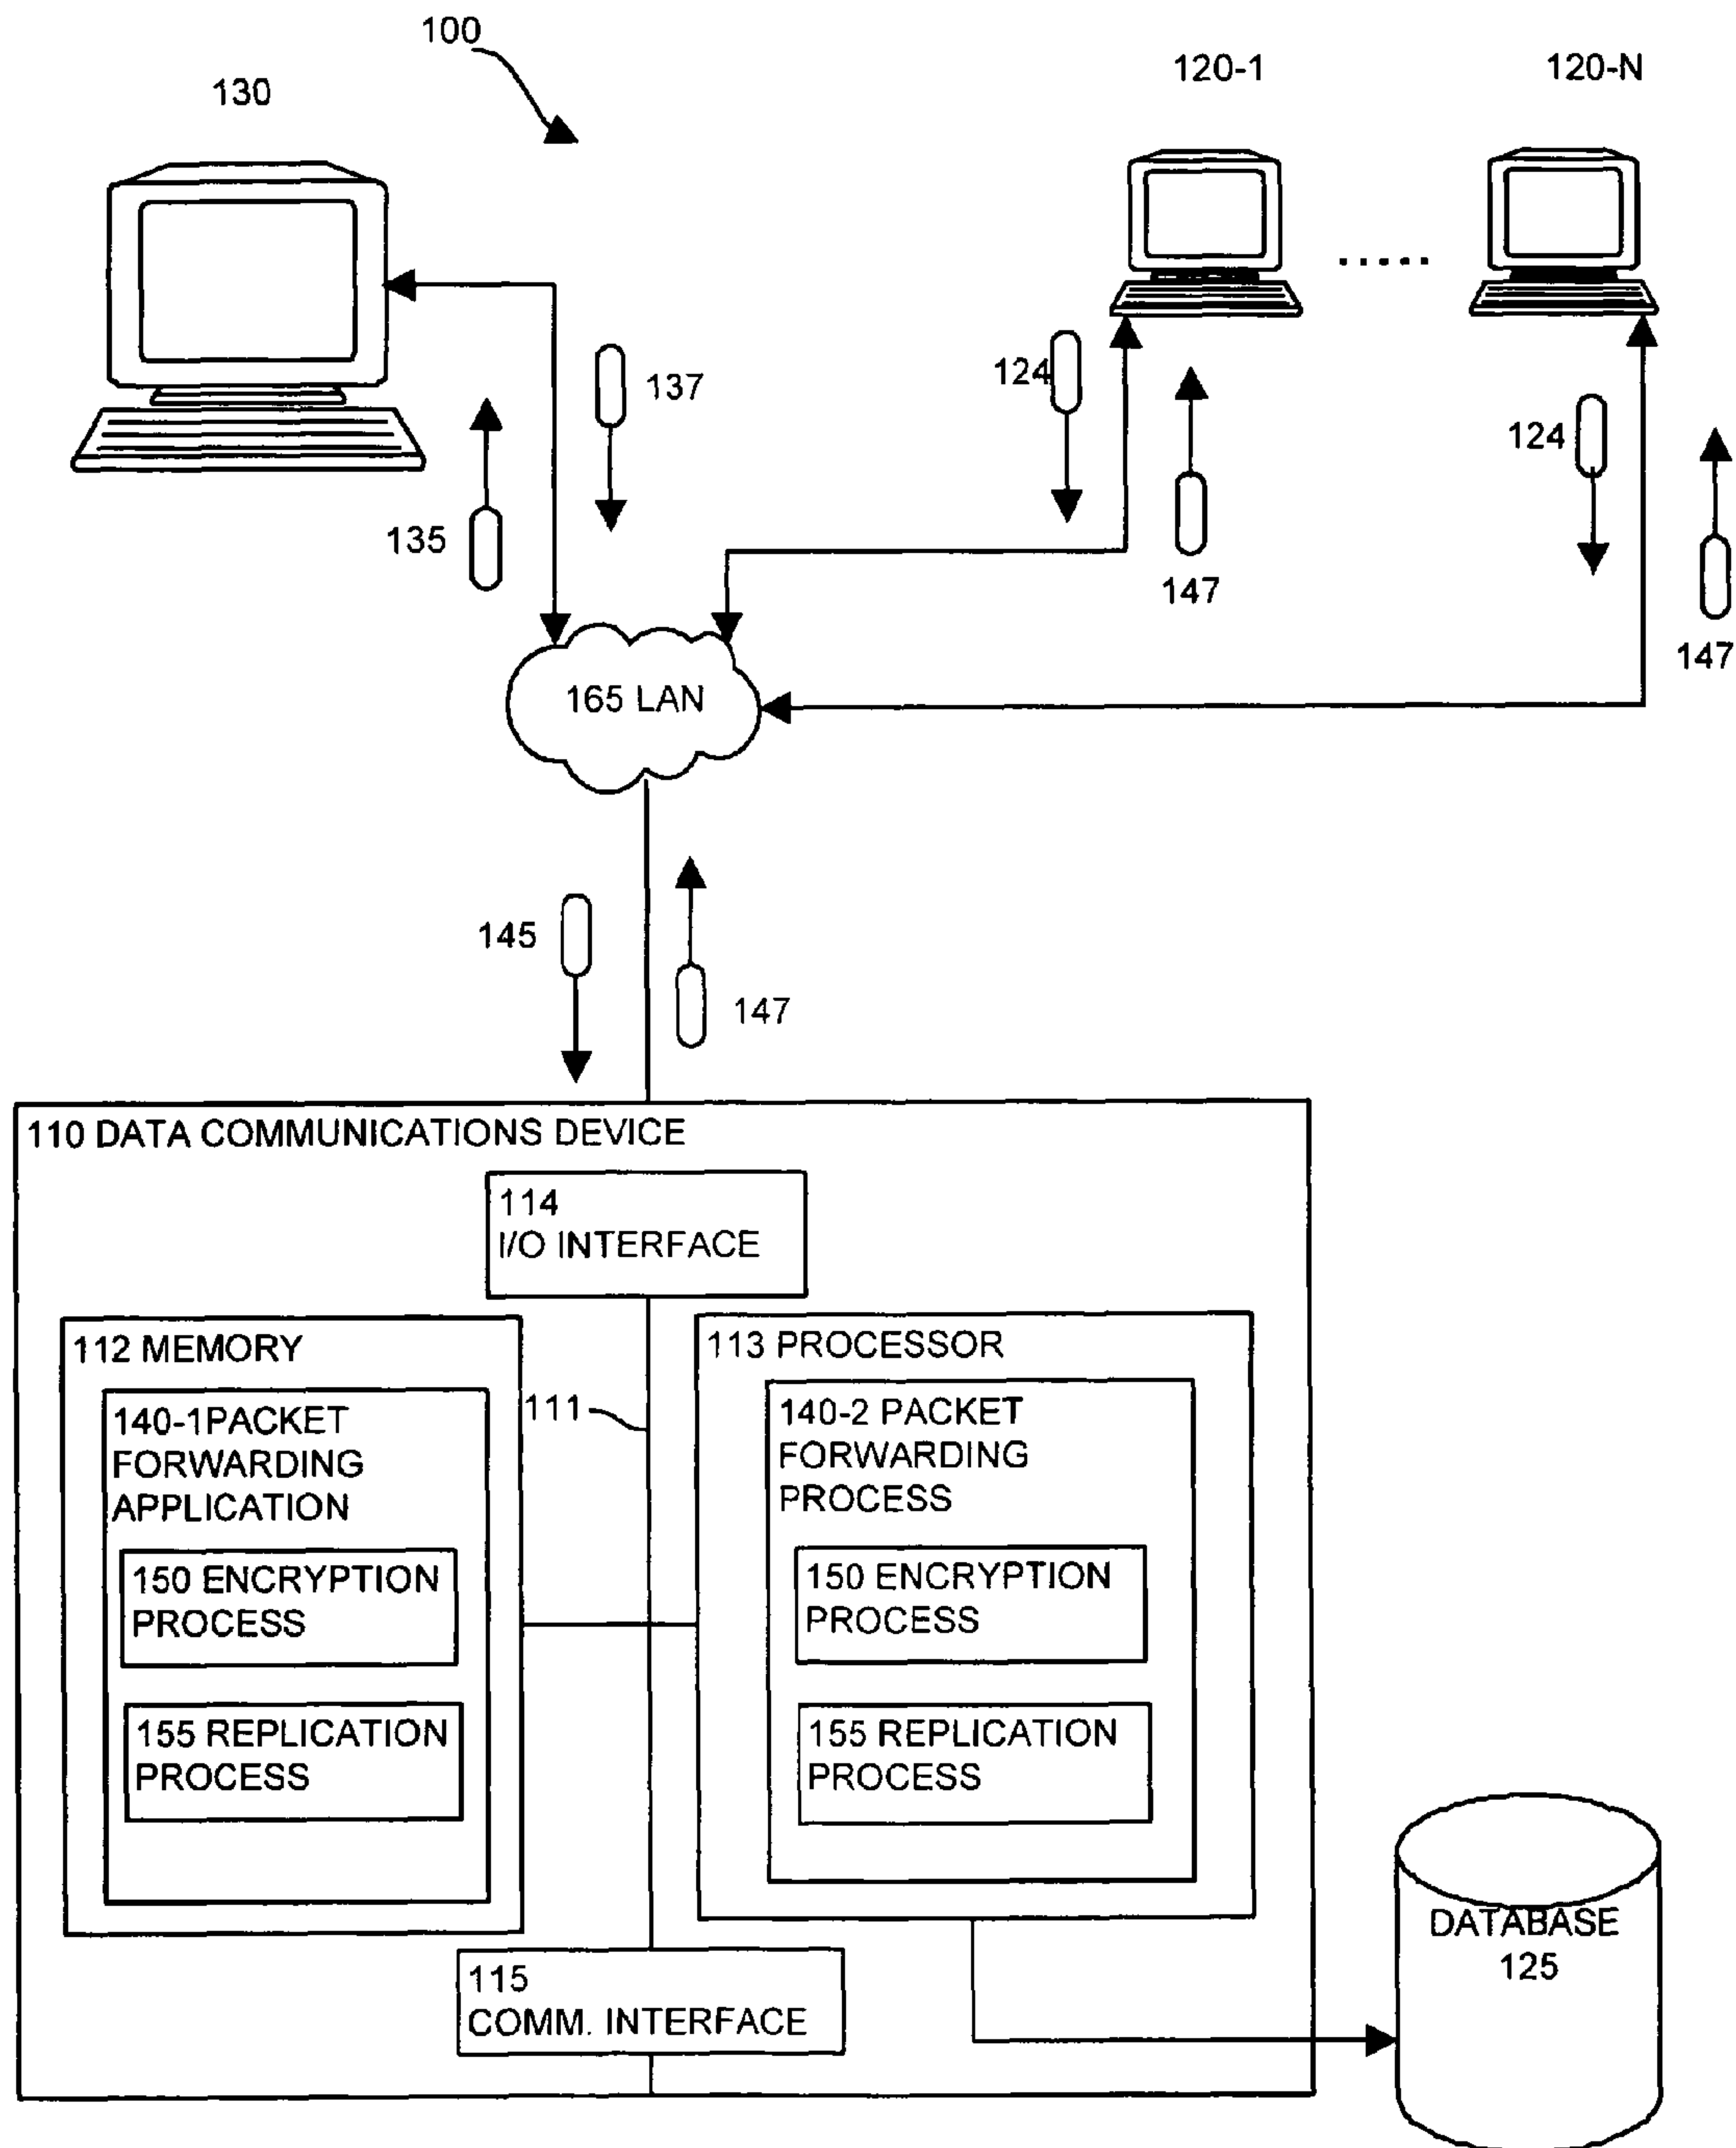 100
130
120-1
120-N
137
124
124
135
147
147
165 LAN
145
147
110 DATA COMMUNICATIONS DEVICE
114
I/O INTERFACE
112 MEMORY
113 PROCESSOR
111
140-1PACKET
FORWARDING
APPLICATION
140-2 PACKET
FORWARDING
PROCESS
150 ENCRYPTION
PROCESS
150 ENCRYPTION
PROCESS
155 REPLICATION
PROCESS
155 REPLICATION
PROCESS
115
COMM. INTERFACE
DATABASE
125